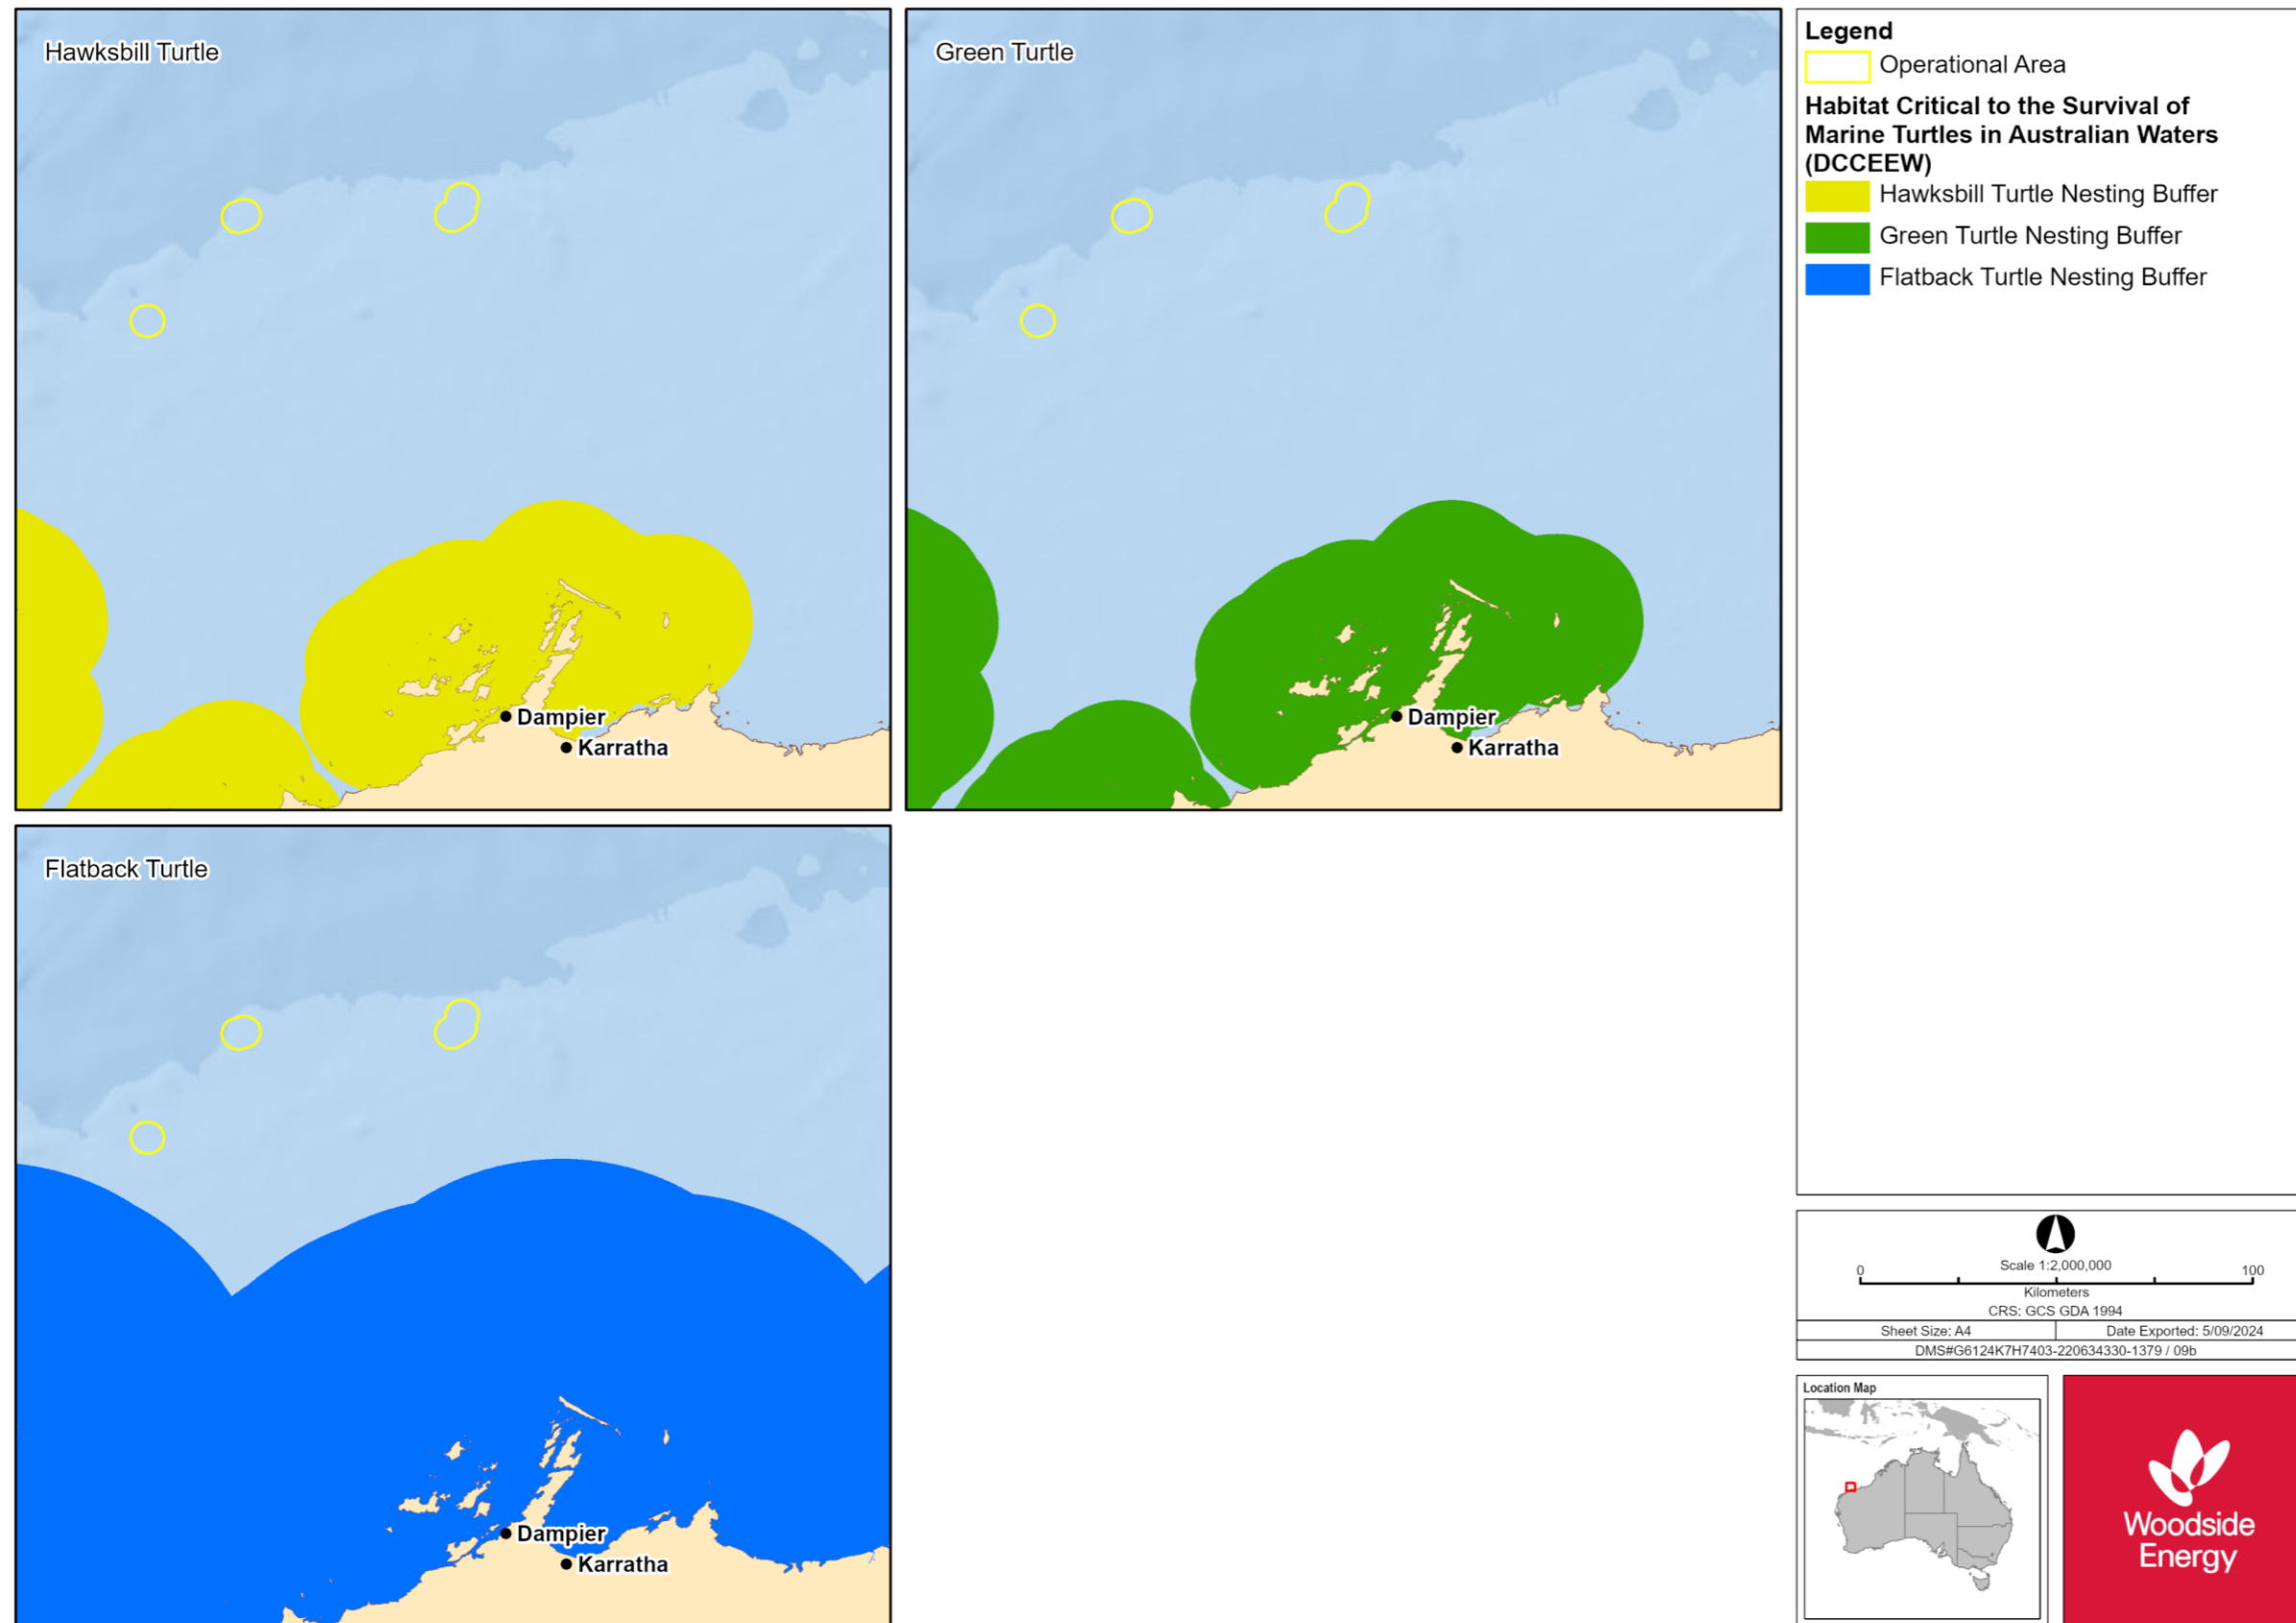 Hawksbill Turtle
Green Turtle
Legend
Operational Area
Habitat Critical to the Survival of
Marine Turtles in Australian Waters
(DCCEEW)
Hawksbill Turtle Nesting Buffer
Green Turtle Nesting Buffer
Flatback Turtle Nesting Buffer
Dampier
Karratha
Dampier
Karratha
Flatback Turtle
Dampier
Karratha
Scale 1:2,000,000
0 100
Kilometers
CRS: GCS GDA 1994
Sheet Size: A4 Date Exported: 5/09/2024
DMS#G6124K7H7403-220634330-1379 / 09b
Location Map
Woodside
Energy